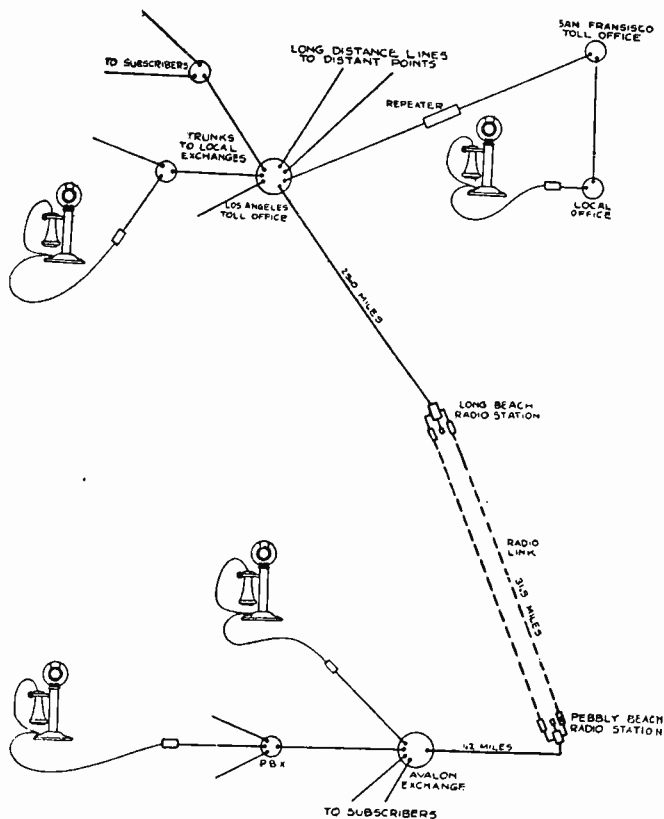 SAN FRANSISCO
TOLL OFFICE
LONG DISTANCE LINES
TO DISTANT POINTS
TO SUBSCRIBERS
REPEATER
TRUNKS
TO LOCAL
EXCHANGES
LOS ANGELES
TOLL OFFICE
LOCAL
OFFICE
MILES
LONG BEACH
RADIO STATION
RADIO
LINK
31.5 MILES
PEBBLY BEACH
RADIO STATION
MILES
PBX
AVALON
EXCHANGE
TO SUBSCRIBERS